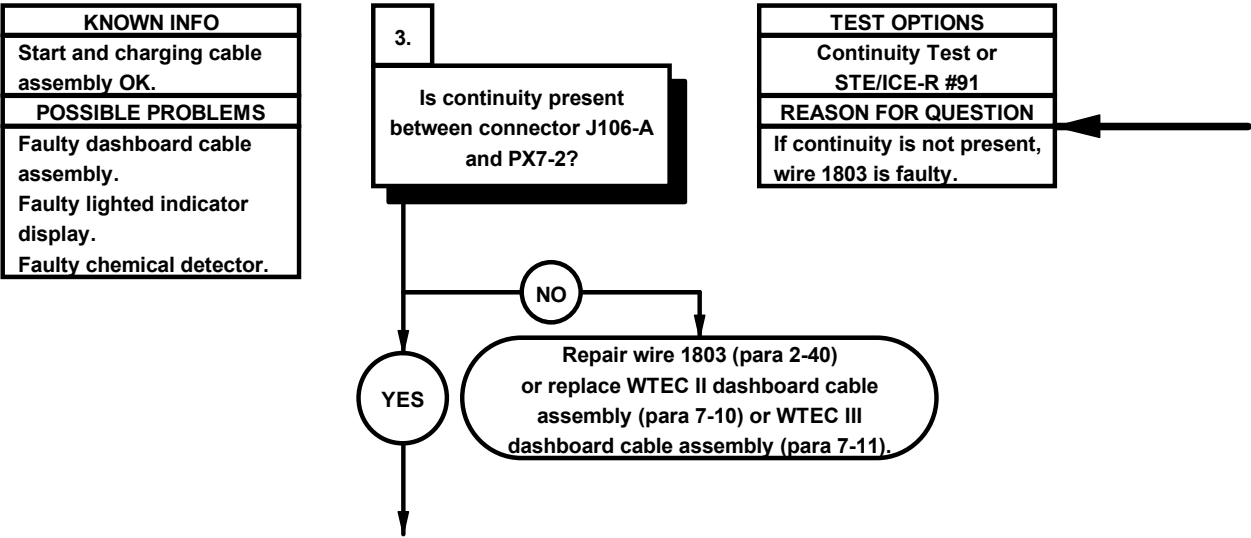 KNOWN INFO
Start and charging cable
assembly OK.
POSSIBLE PROBLEMS
Faulty dashboard cable
assembly.
Faulty lighted indicator
display.
Faulty chemical detector.
3.
Is continuity present
between connector J106-A
and PX7-2?
TEST OPTIONS
Continuity Test or
STE/ICE-R #91
REASON FOR QUESTION
If continuity is not present,
wire 1803 is faulty.
NO
YES
Repair wire 1803 (para 2-40)
or replace WTEC II dashboard cable
assembly (para 7-10) or WTEC III
dashboard cable assembly (para 7-11).